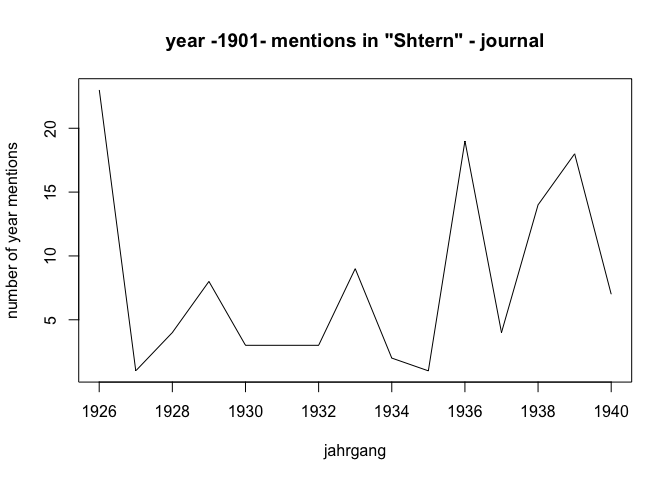 year -1901- mentions in "Shtern" - journal
number of year mentions
20
15
10
5
1926 1928 1930 1932 1934 1936 1938 1940
jahrgang